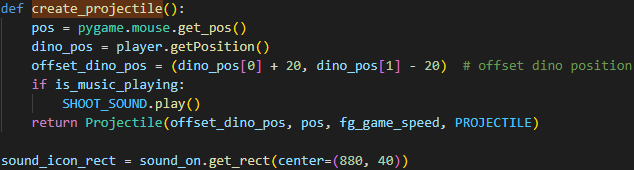 def create_projectile():
    pos = pygame.mouse.get_pos()
    dino_pos = player.getPosition()
    offset_dino_pos = (dino_pos[0] + 20, dino_pos[1] - 20)  # offset dino position
    if is_music_playing:
        SHOOT_SOUND.play()
    return Projectile(offset_dino_pos, pos, fg_game_speed, PROJECTILE)
sound_icon_rect = sound_on.get_rect(center=(880, 40))